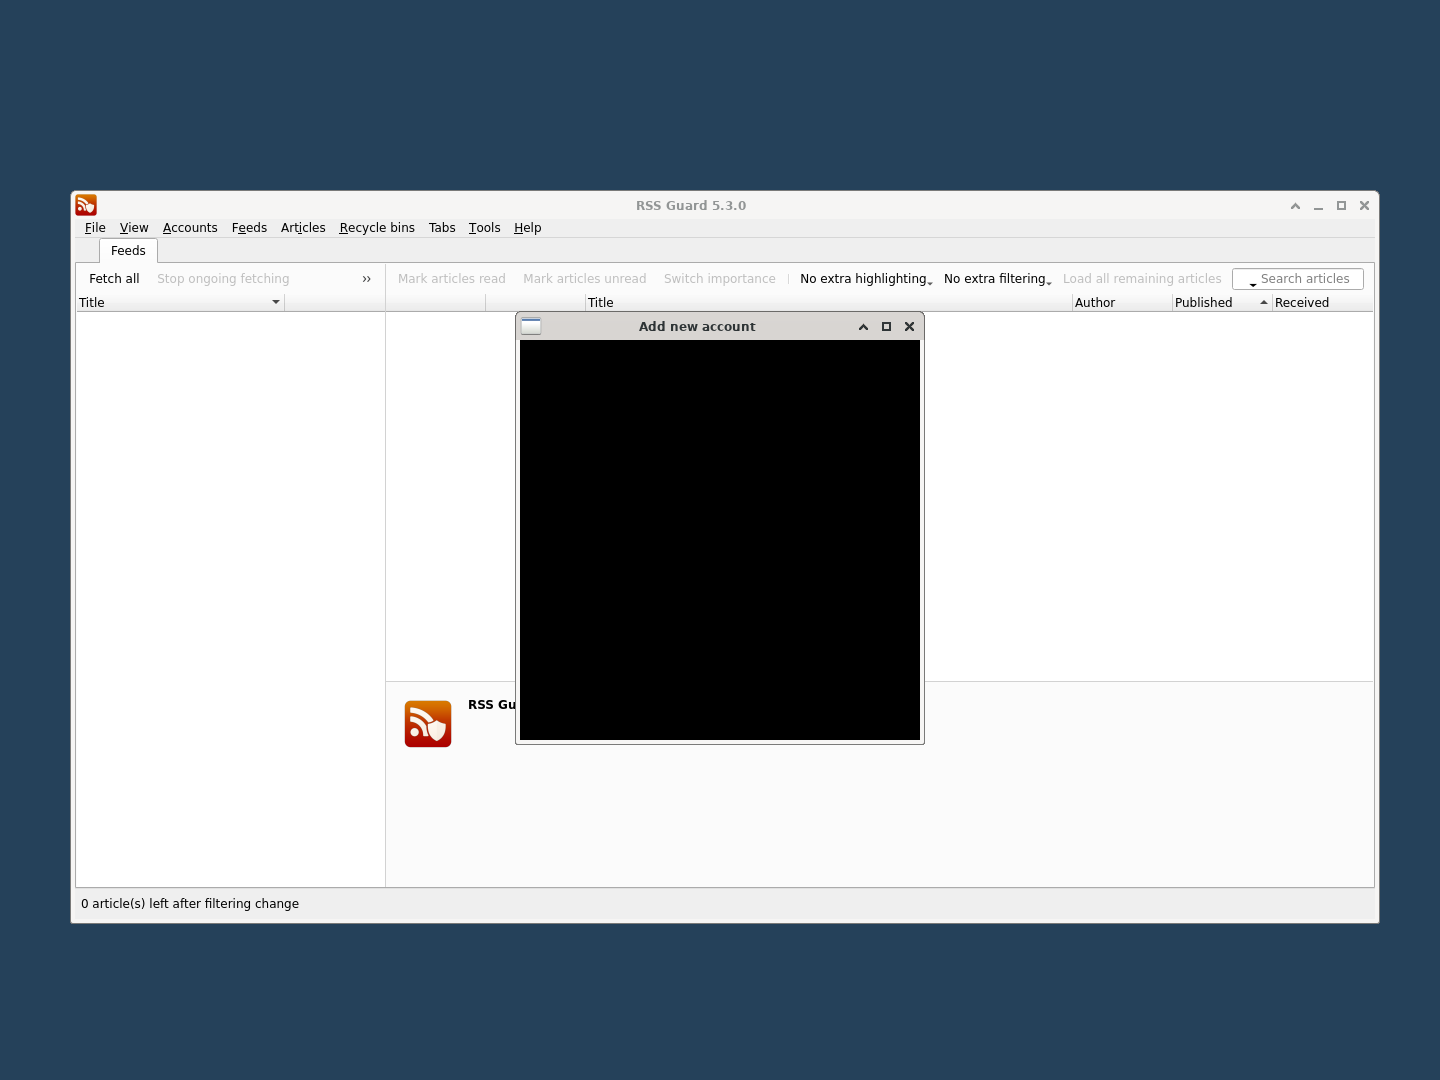 RSS Guard 5.3.0
File View Accounts Feeds Articles Recycle bins Tabs Tools Help
Feeds
Fetch all Stop ongoing fetching ›› Mark articles read Mark articles unread Switch importance No extra highlighting No extra filtering Load all remaining articles Search articles
Title Title Author Published Received
Add new account
RSS Gu
0 article(s) left after filtering change